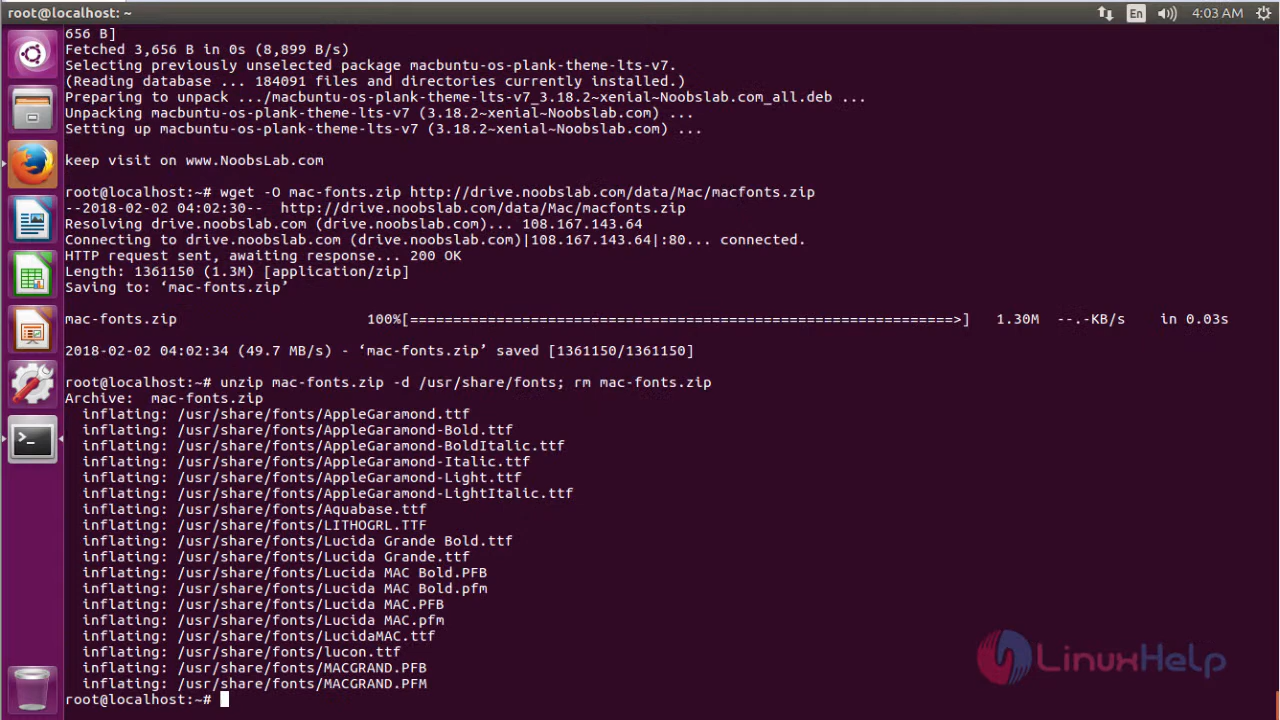 root@localhost: ~
En
4:03 AM
656 B]
Fetched 3,656 B in 0s (8,899 B/s)
Selecting previously unselected package macbuntu-os-plank-theme-lts-v7.
(Reading database ... 184091 files and directories currently installed.)
Preparing to unpack .../macbuntu-os-plank-theme-lts-v7_3.18.2~xenial~Noobslab.com_all.deb ...
Unpacking macbuntu-os-plank-theme-lts-v7 (3.18.2~xenial~Noobslab.com) ...
Setting up macbuntu-os-plank-theme-lts-v7 (3.18.2~xenial~Noobslab.com) ...
keep visit on www.NoobsLab.com
root@localhost:~# wget -O mac-fonts.zip http://drive.noobslab.com/data/Mac/macfonts.zip
--2018-02-02 04:02:30--  http://drive.noobslab.com/data/Mac/macfonts.zip
Resolving drive.noobslab.com (drive.noobslab.com)... 108.167.143.64
Connecting to drive.noobslab.com (drive.noobslab.com)|108.167.143.64|:80... connected.
HTTP request sent, awaiting response... 200 OK
Length: 1361150 (1.3M) [application/zip]
Saving to: ‘mac-fonts.zip’
mac-fonts.zip 100%[===============================================================>] 1.30M --.-KB/s in 0.03s
2018-02-02 04:02:34 (49.7 MB/s) - ‘mac-fonts.zip’ saved [1361150/1361150]
root@localhost:~# unzip mac-fonts.zip -d /usr/share/fonts; rm mac-fonts.zip
Archive:  mac-fonts.zip
inflating: /usr/share/fonts/AppleGaramond.ttf
inflating: /usr/share/fonts/AppleGaramond-Bold.ttf
inflating: /usr/share/fonts/AppleGaramond-BoldItalic.ttf
inflating: /usr/share/fonts/AppleGaramond-Italic.ttf
inflating: /usr/share/fonts/AppleGaramond-Light.ttf
inflating: /usr/share/fonts/AppleGaramond-LightItalic.ttf
inflating: /usr/share/fonts/Aquabase.ttf
inflating: /usr/share/fonts/LITHOGRL.TTF
inflating: /usr/share/fonts/Lucida Grande Bold.ttf
inflating: /usr/share/fonts/Lucida Grande.ttf
inflating: /usr/share/fonts/Lucida MAC Bold.PFB
inflating: /usr/share/fonts/Lucida MAC Bold.pfm
inflating: /usr/share/fonts/Lucida MAC.PFB
inflating: /usr/share/fonts/Lucida MAC.pfm
inflating: /usr/share/fonts/LucidaMAC.ttf
inflating: /usr/share/fonts/lucon.ttf
inflating: /usr/share/fonts/MACGRAND.PFB
inflating: /usr/share/fonts/MACGRAND.PFM
root@localhost:~#
LinuxHelp